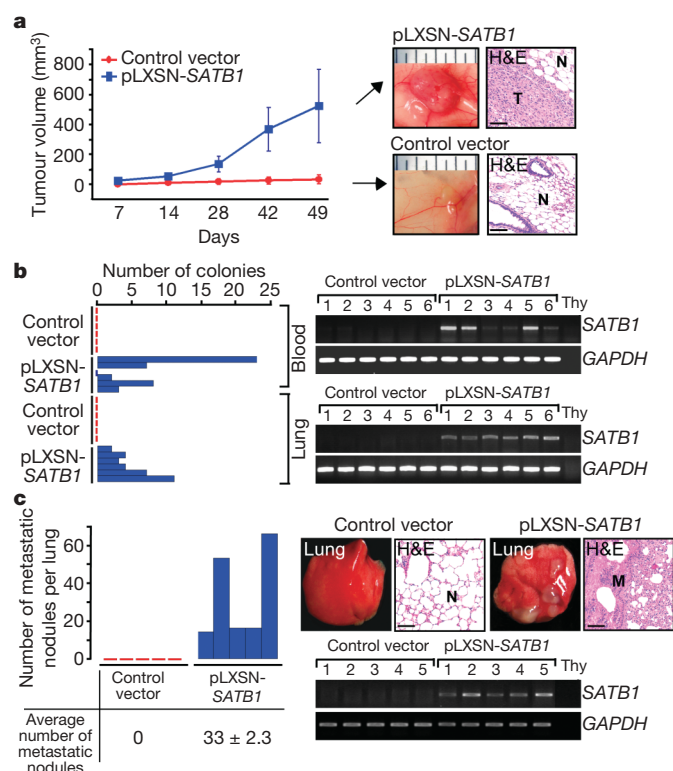 a
Tumour volume (mm³)
800
600
400
200
0
Control vector
pLXSN-SATB1
7 14 28 42 49
Days
pLXSN-SATB1
H&E
N
T
Control vector
H&E
N
b
Number of colonies
0 5 10 15 20 25
Control
vector
pLXSN-
SATB1
Blood
Control
vector
pLXSN-
SATB1
Lung
Control vector pLXSN-SATB1
1 2 3 4 5 6 1 2 3 4 5 6 Thy
SATB1
GAPDH
Control vector pLXSN-SATB1
1 2 3 4 5 6 1 2 3 4 5 6 Thy
SATB1
GAPDH
c
Number of metastatic
nodules per lung
60
40
20
0
Control
vector
pLXSN-
SATB1
Average
number of
metastatic
nodules
0 33 ± 2.3
Control vector pLXSN-SATB1
Lung H&E N Lung H&E M
Control vector pLXSN-SATB1
1 2 3 4 5 1 2 3 4 5 Thy
SATB1
GAPDH